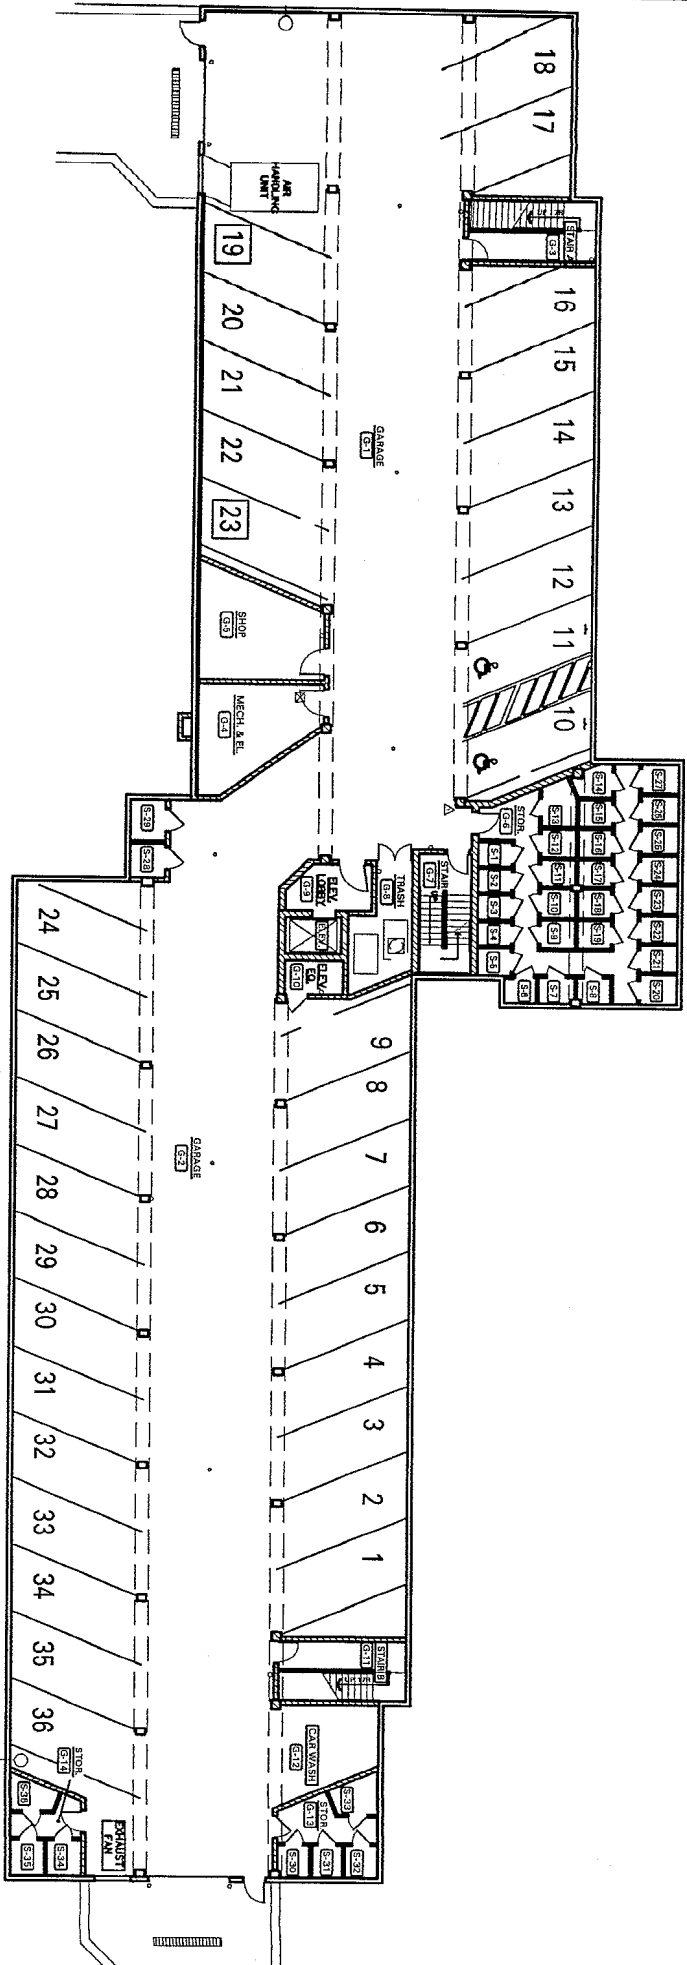 18
17
AIR
HANDLING
UNIT
STAIR A
G-3
UP
19
20
21
22
23
16
15
14
13
12
11
10
GARAGE
G-1
SHOP
G-5
MECH. & EL.
G-4
STOR.
G-6
S-1
S-2
S-3
S-4
S-5
S-6
S-7
S-8
S-9
S-10
S-11
S-12
S-13
S-14
S-15
S-16
S-17
S-18
S-19
S-20
S-21
S-22
S-23
S-24
S-25
S-26
S-27
S-29
S-28
STAIR
G-7
UP
TRASH
G-8
ELEV.
LOBBY
G-9
ELEV.
ELEV.
EQ.
G-10
24
25
26
27
28
29
30
31
32
33
34
35
36
9
8
7
6
5
4
3
2
1
GARAGE
G-2
STAIR B
G-11
CAR WASH
G-12
STOR.
G-13
S-33
S-30
S-31
S-32
STOR.
G-14
S-36
S-35
S-34
EXHAUST
FAN